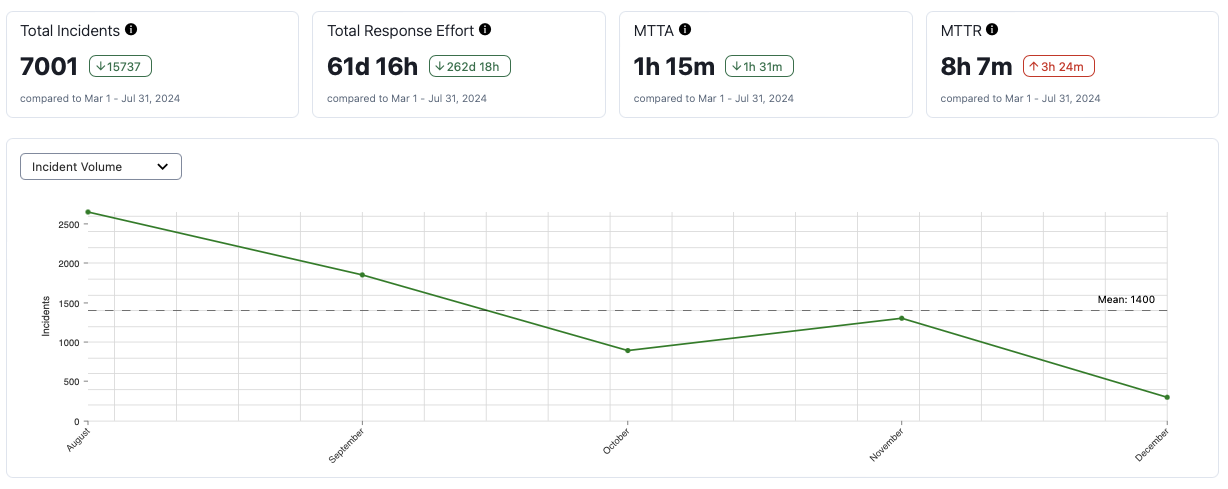 Total Incidents
7001 ↓15737
compared to Mar 1 - Jul 31, 2024
Total Response Effort
61d 16h ↓262d 18h
compared to Mar 1 - Jul 31, 2024
MTTA
1h 15m ↓1h 31m
compared to Mar 1 - Jul 31, 2024
MTTR
8h 7m ↑3h 24m
compared to Mar 1 - Jul 31, 2024
Incident Volume
Incidents
2500
2000
1500
1000
500
0
Mean: 1400
August
September
October
November
December